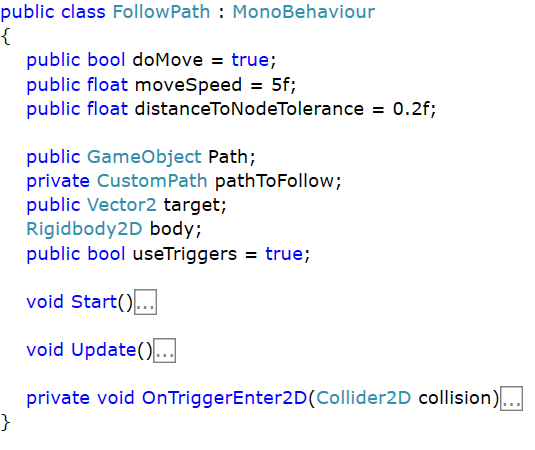 public class FollowPath : MonoBehaviour
{
public bool doMove = true;
public float moveSpeed = 5f;
public float distanceToNodeTolerance = 0.2f;
public GameObject Path;
private CustomPath pathToFollow;
public Vector2 target;
Rigidbody2D body;
public bool useTriggers = true;
void Start()...
void Update()...
private void OnTriggerEnter2D(Collider2D collision)...
}